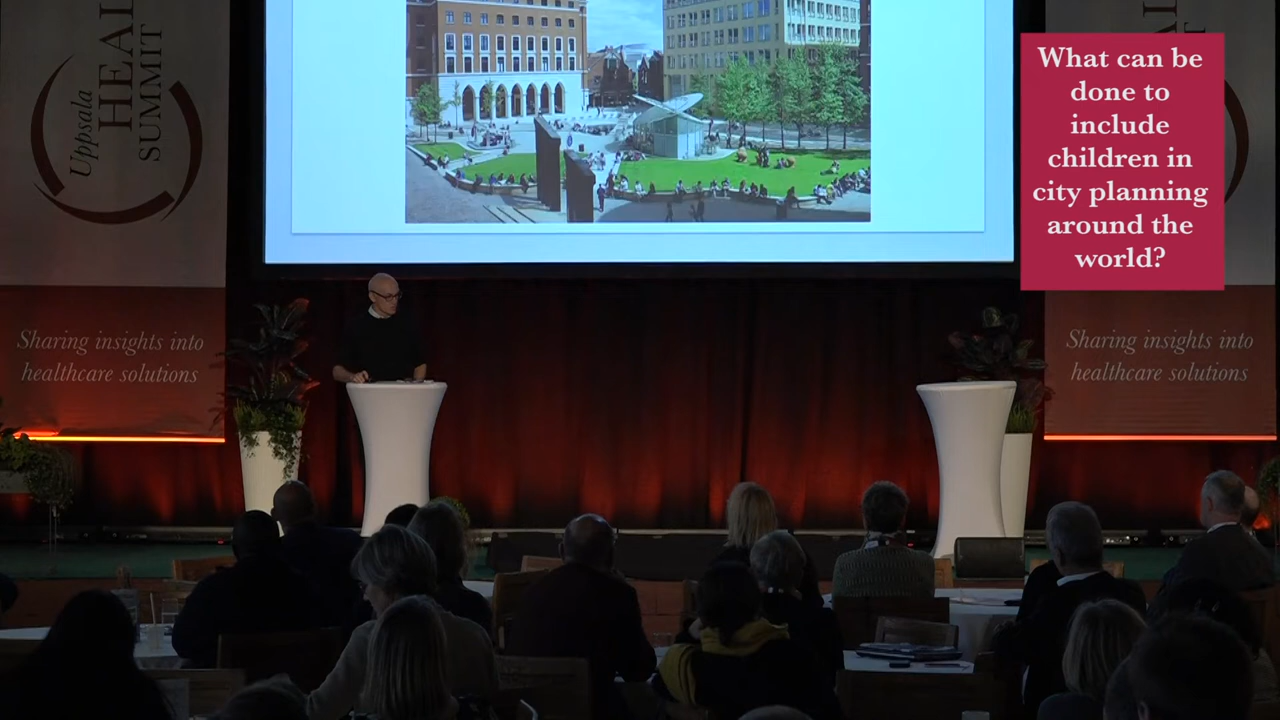 Uppsala
HEAL
SUMMIT
Sharing insights into
healthcare solutions
What can be
done to
include
children in
city planning
around the
world?
Sharing insights into
healthcare solutions